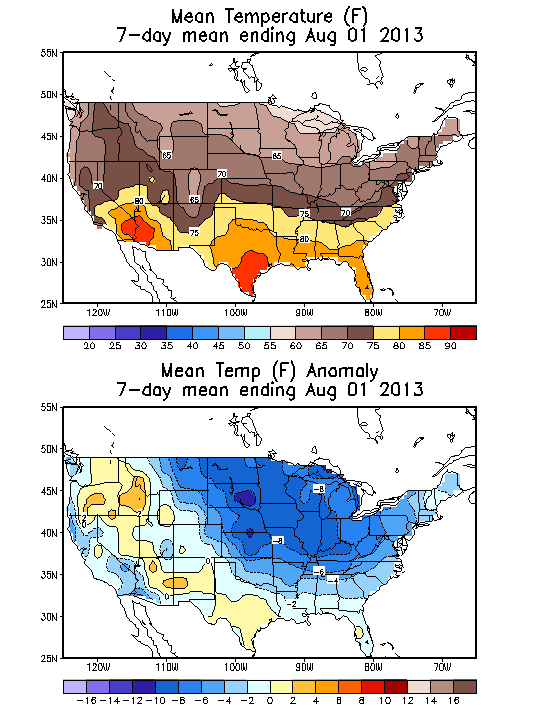 Mean Temperature (F)
7-day mean ending Aug 01 2013
55N
50N
45N
40N
35N
30N
25N
65
65
70
70
65
80
75
75
70
80
120W 110W 100W 90W 80W 70W
20 25 30 35 40 45 50 55 60 65 70 75 80 85 90
Mean Temp (F) Anomaly
7-day mean ending Aug 01 2013
55N
50N
45N
40N
35N
30N
25N
-8
-8
0
-6
-4
0
-2
120W 110W 100W 90W 80W 70W
-16 -14 -12 -10 -8 -6 -4 -2 0 2 4 6 8 10 12 14 16